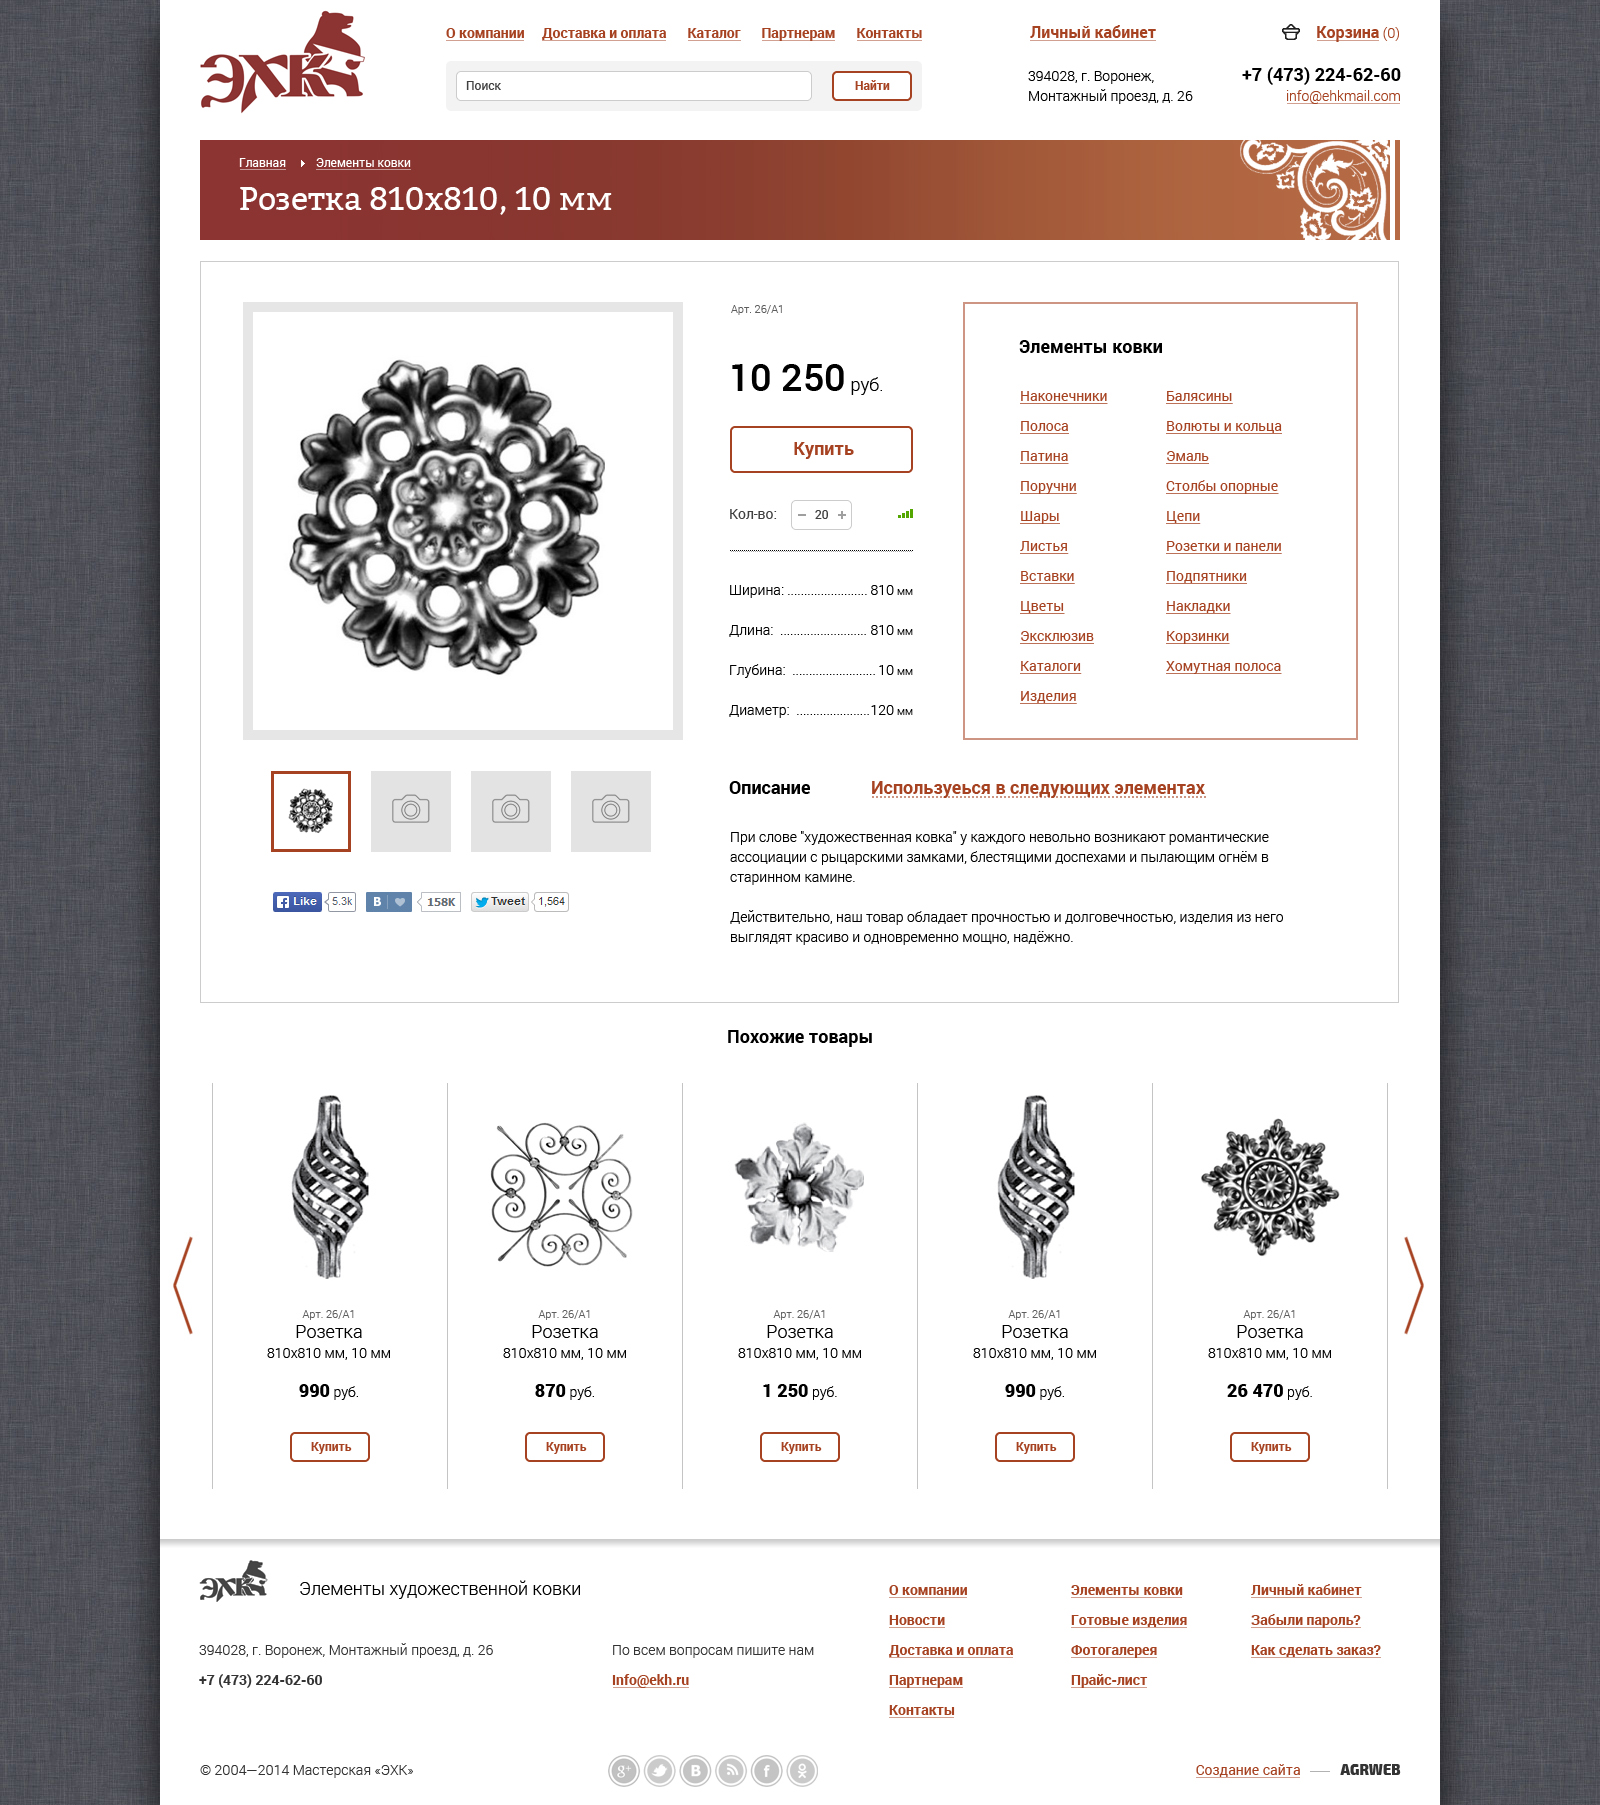 ЭХК
О компании Доставка и оплата Каталог Партнерам Контакты
Личный кабинет
Корзина (0)
Поиск
Найти
394028, г. Воронеж,
Монтажный проезд, д. 26
+7 (473) 224-62-60
info@ehkmail.com
Главная Элементы ковки
Розетка 810x810, 10 мм
Арт. 26/А1
10 250 руб.
Купить
Кол-во: − 20 +
Ширина: ........................ 810 мм
Длина: .......................... 810 мм
Глубина: ......................... 10 мм
Диаметр: ......................120 мм
Элементы ковки
Наконечники Балясины
Полоса Волюты и кольца
Патина Эмаль
Поручни Столбы опорные
Шары Цепи
Листья Розетки и панели
Вставки Подпятники
Цветы Накладки
Эксклюзив Корзинки
Каталоги Хомутная полоса
Изделия
Like 5.3k
В 158K
Tweet 1,564
Описание Используеься в следующих элементах
При слове "художественная ковка" у каждого невольно возникают романтические
ассоциации с рыцарскими замками, блестящими доспехами и пылающим огнём в
старинном камине.
Действительно, наш товар обладает прочностью и долговечностью, изделия из него
выглядят красиво и одновременно мощно, надёжно.
Похожие товары
Арт. 26/А1
Розетка
810x810 мм, 10 мм
990 руб.
Купить
Арт. 26/А1
Розетка
810x810 мм, 10 мм
870 руб.
Купить
Арт. 26/А1
Розетка
810x810 мм, 10 мм
1 250 руб.
Купить
Арт. 26/А1
Розетка
810x810 мм, 10 мм
990 руб.
Купить
Арт. 26/А1
Розетка
810x810 мм, 10 мм
26 470 руб.
Купить
ЭХК
Элементы художественной ковки
394028, г. Воронеж, Монтажный проезд, д. 26
+7 (473) 224-62-60
По всем вопросам пишите нам
Info@ekh.ru
О компании
Новости
Доставка и оплата
Партнерам
Контакты
Элементы ковки
Готовые изделия
Фотогалерея
Прайс-лист
Личный кабинет
Забыли пароль?
Как сделать заказ?
© 2004—2014 Мастерская «ЭХК»
g+ В f
Создание сайта — AGRWEB